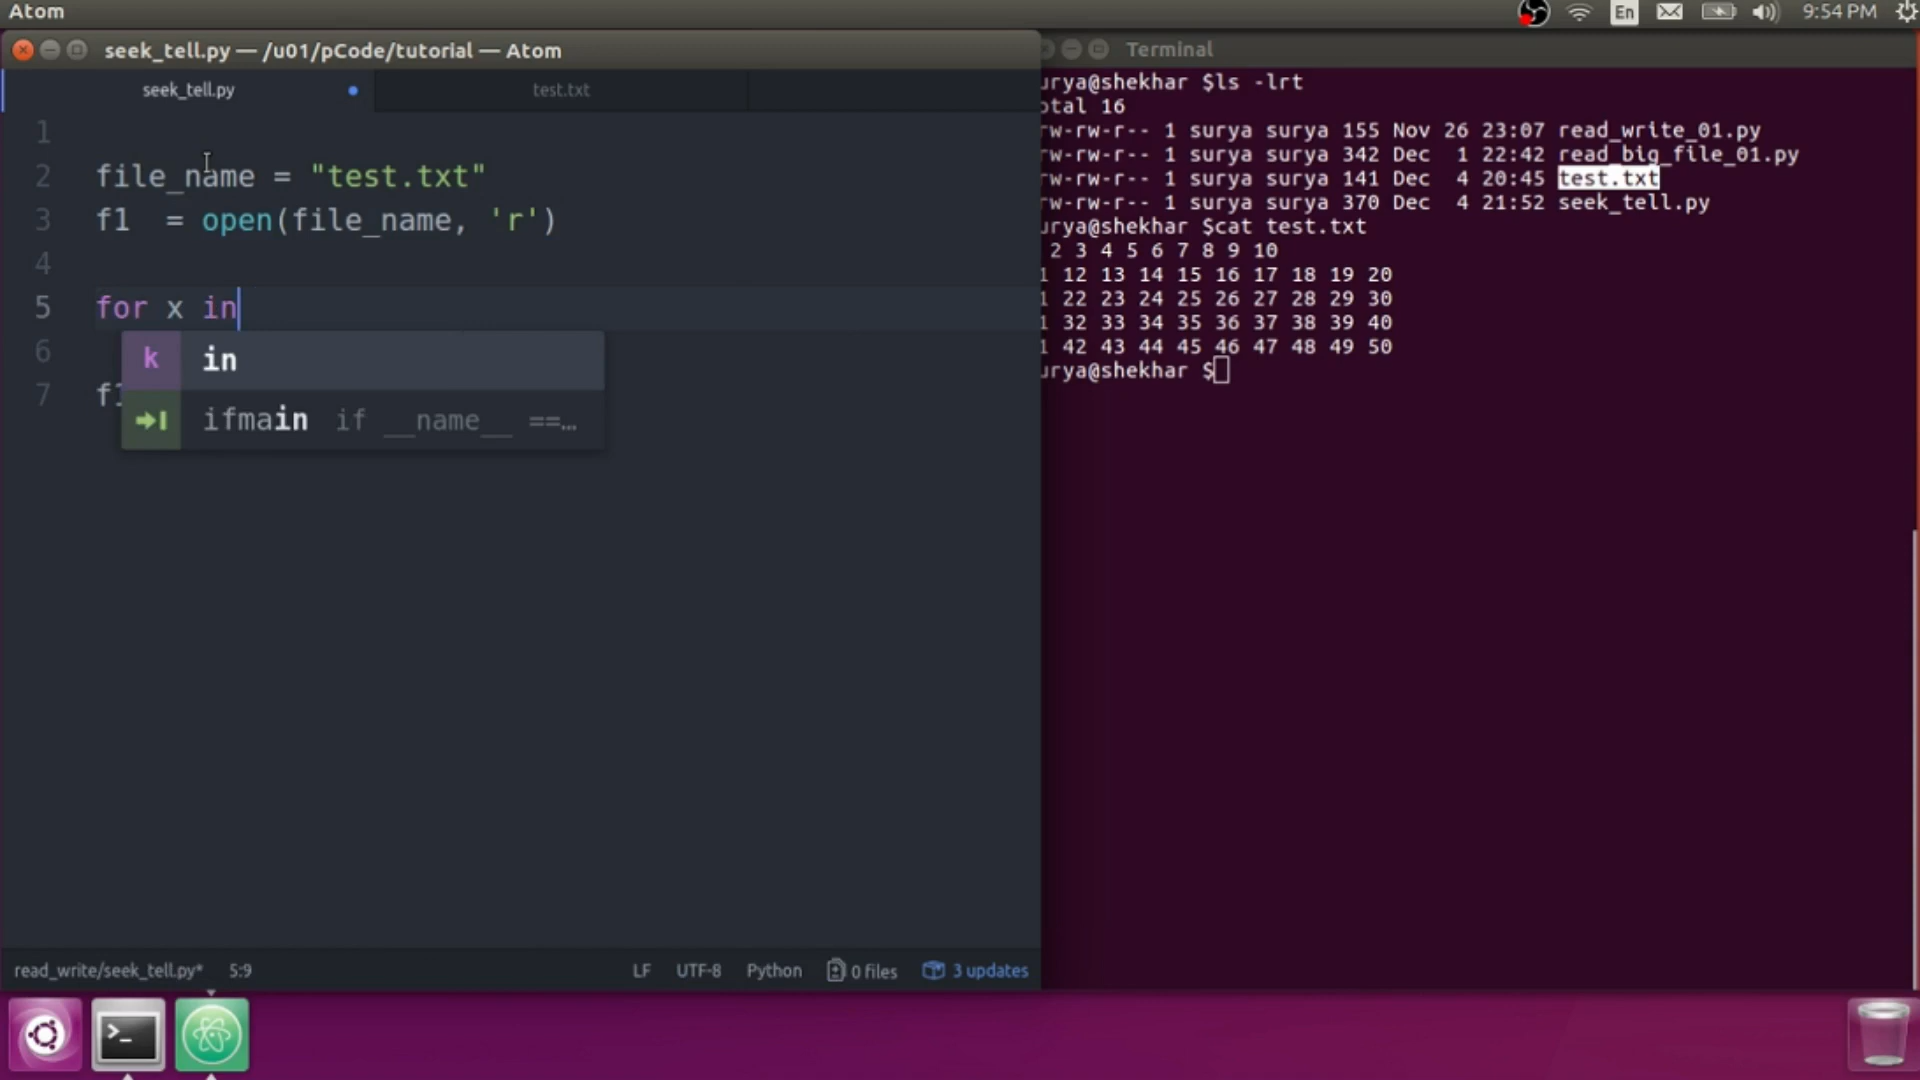 Atom
En
9:54 PM
seek_tell.py — /u01/pCode/tutorial — Atom
seek_tell.py
test.txt
1
2 file_name = "test.txt"
3 f1 = open(file_name, 'r')
4
5 for x in
6
7
k in
ifmain if __name__ ==…
read_write/seek_tell.py* 5:9
LF UTF-8 Python 0 files 3 updates
Terminal
urya@shekhar $ls -lrt
otal 16
rw-rw-r-- 1 surya surya 155 Nov 26 23:07 read_write_01.py
rw-rw-r-- 1 surya surya 342 Dec 1 22:42 read_big_file_01.py
rw-rw-r-- 1 surya surya 141 Dec 4 20:45 test.txt
rw-rw-r-- 1 surya surya 370 Dec 4 21:52 seek_tell.py
urya@shekhar $cat test.txt
2 3 4 5 6 7 8 9 10
1 12 13 14 15 16 17 18 19 20
1 22 23 24 25 26 27 28 29 30
1 32 33 34 35 36 37 38 39 40
1 42 43 44 45 46 47 48 49 50
urya@shekhar $